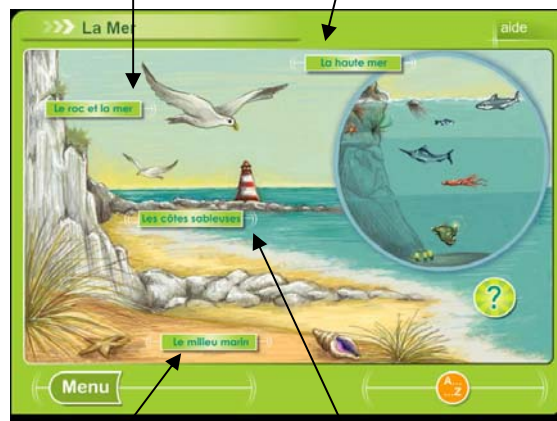 >>> La Mer
aide
La haute mer
Le roc et la mer
Les côtes sableuses
?
Le milieu marin
Menu
A...
...Z